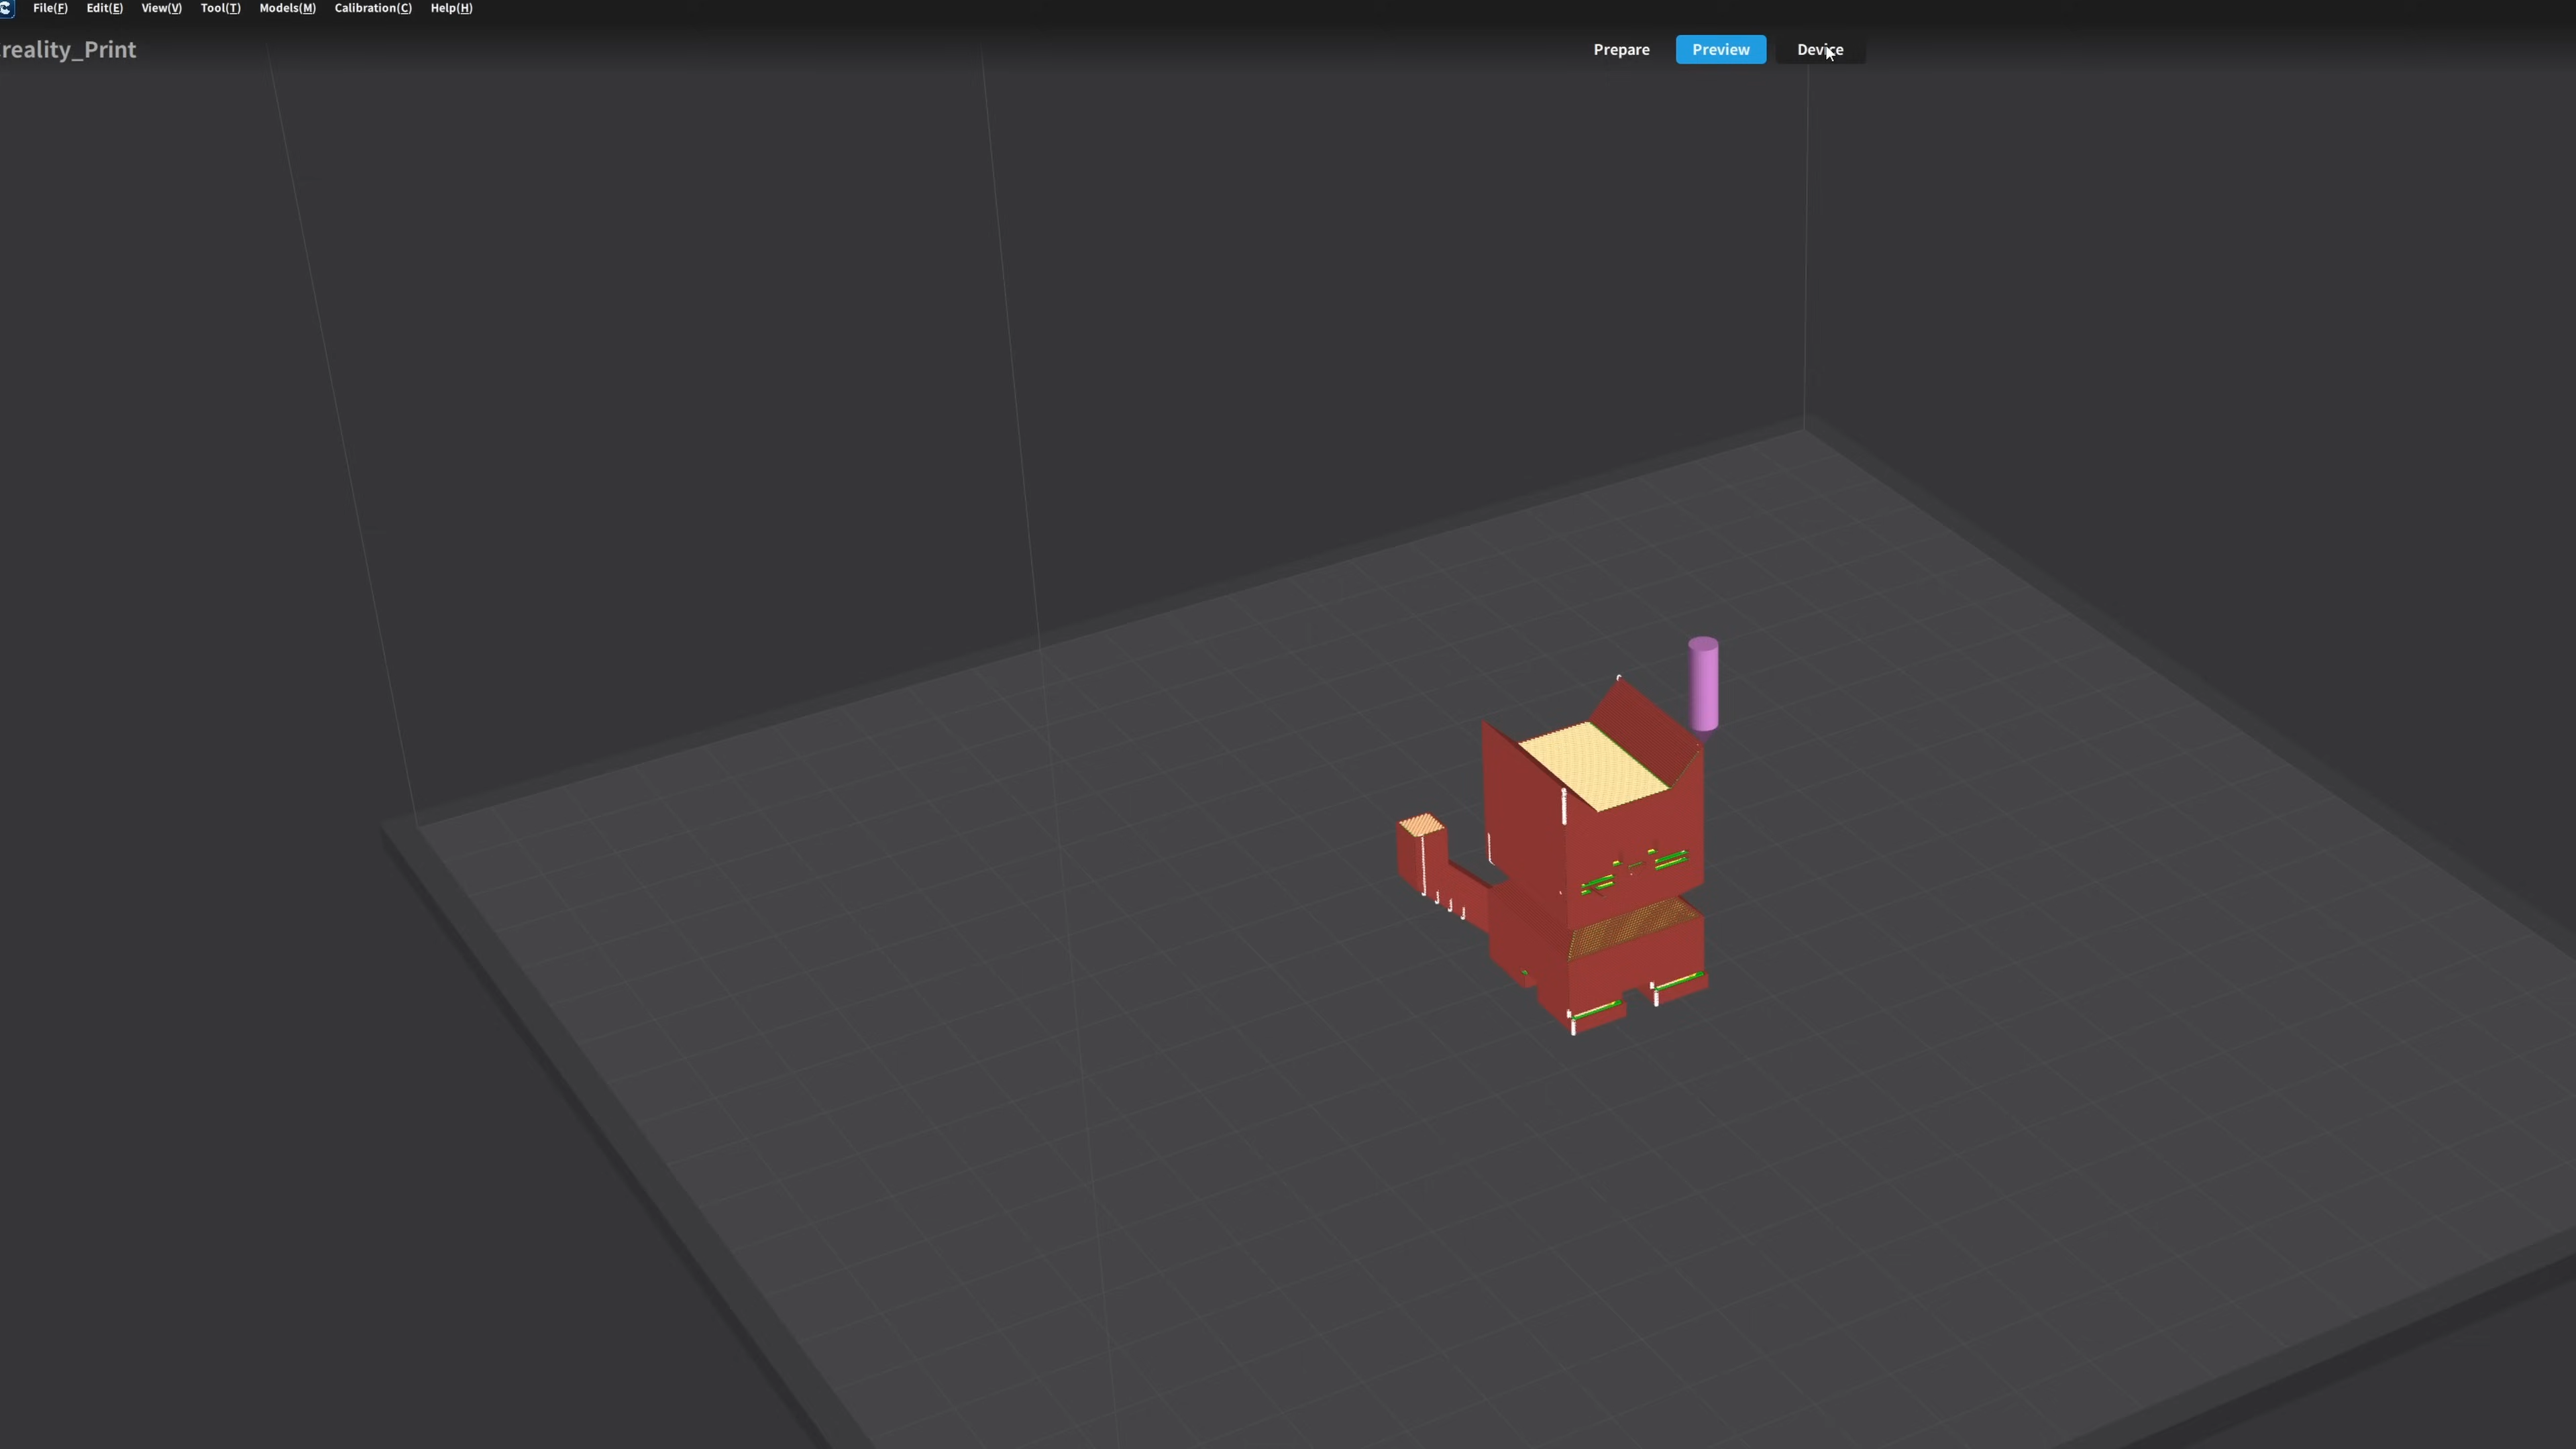 File(F) Edit(E) View(V) Tool(T) Models(M) Calibration(C) Help(H)
reality_Print
Prepare Preview Device